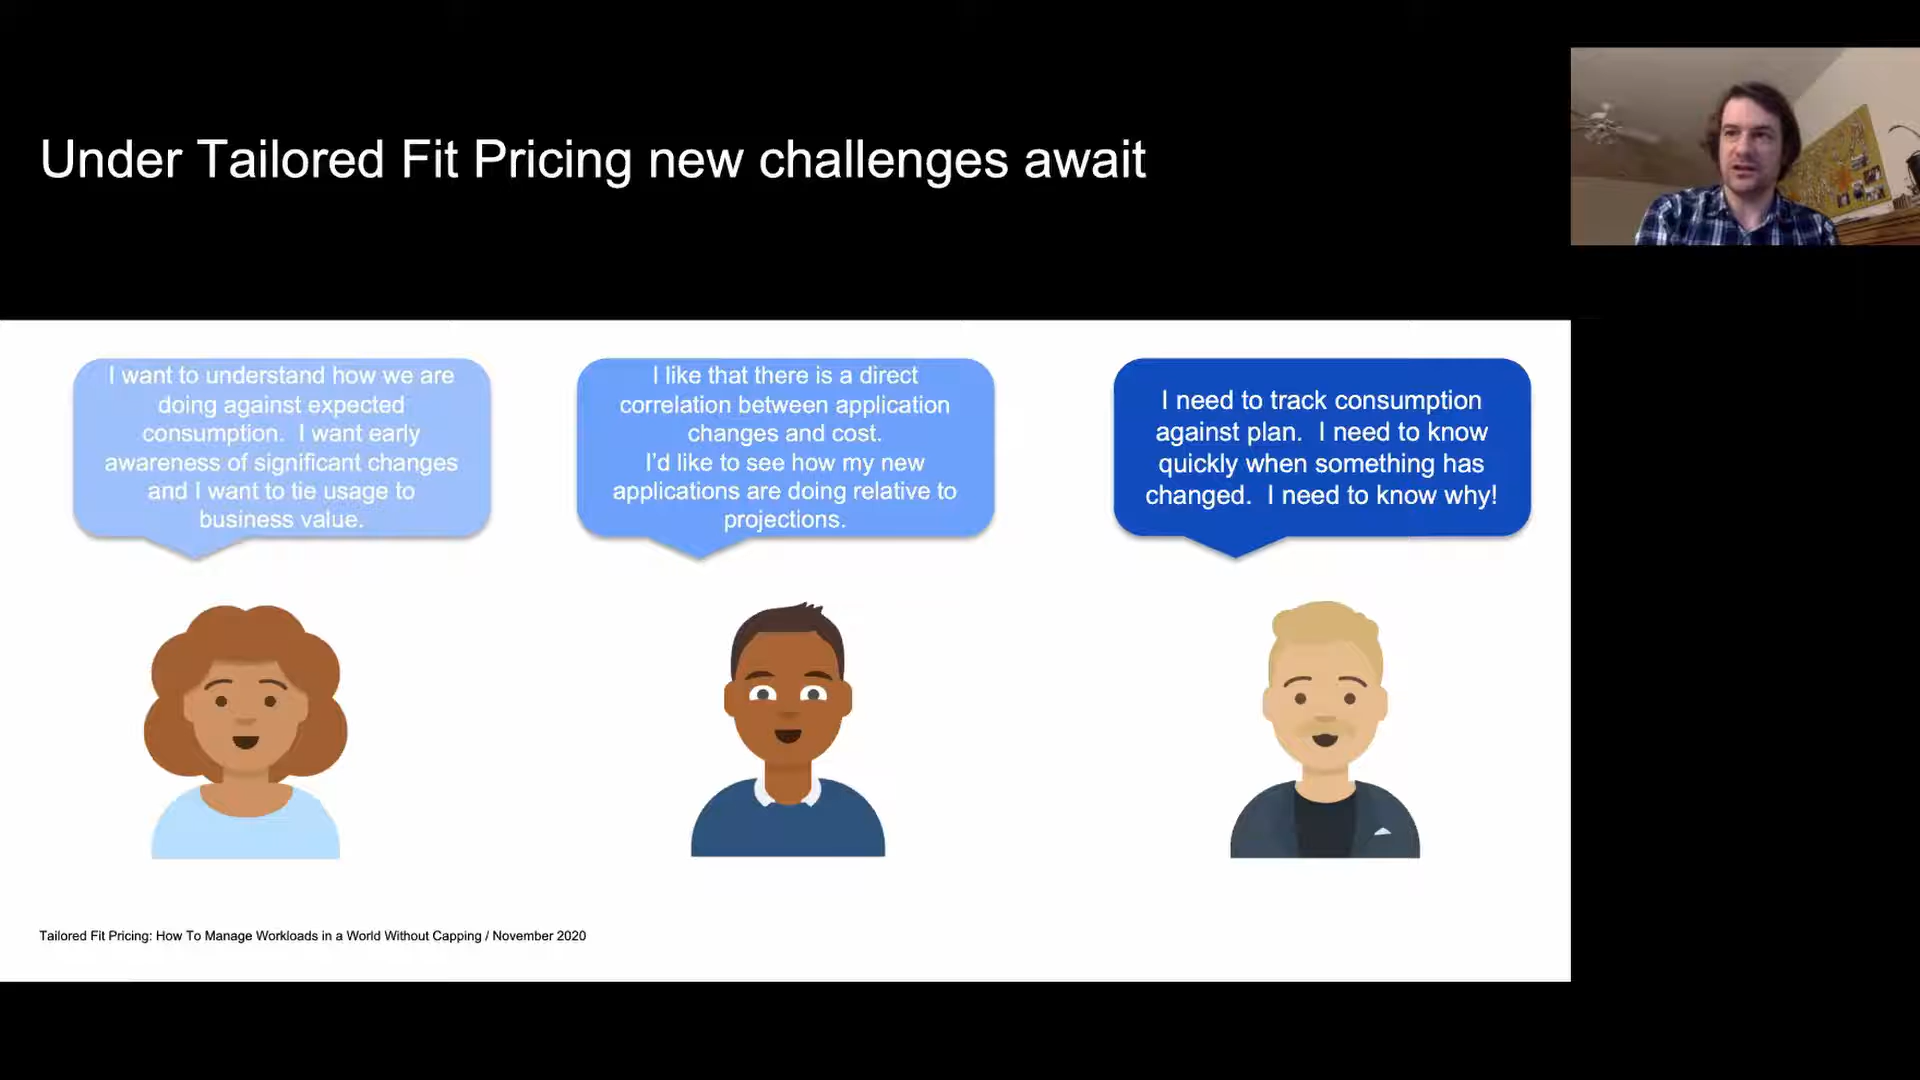 Under Tailored Fit Pricing new challenges await
I want to understand how we are
doing against expected
consumption.  I want early
awareness of significant changes
and I want to tie usage to
business value.
I like that there is a direct
correlation between application
changes and cost.
I'd like to see how my new
applications are doing relative to
projections.
I need to track consumption
against plan.  I need to know
quickly when something has
changed.  I need to know why!
Tailored Fit Pricing: How To Manage Workloads in a World Without Capping / November 2020